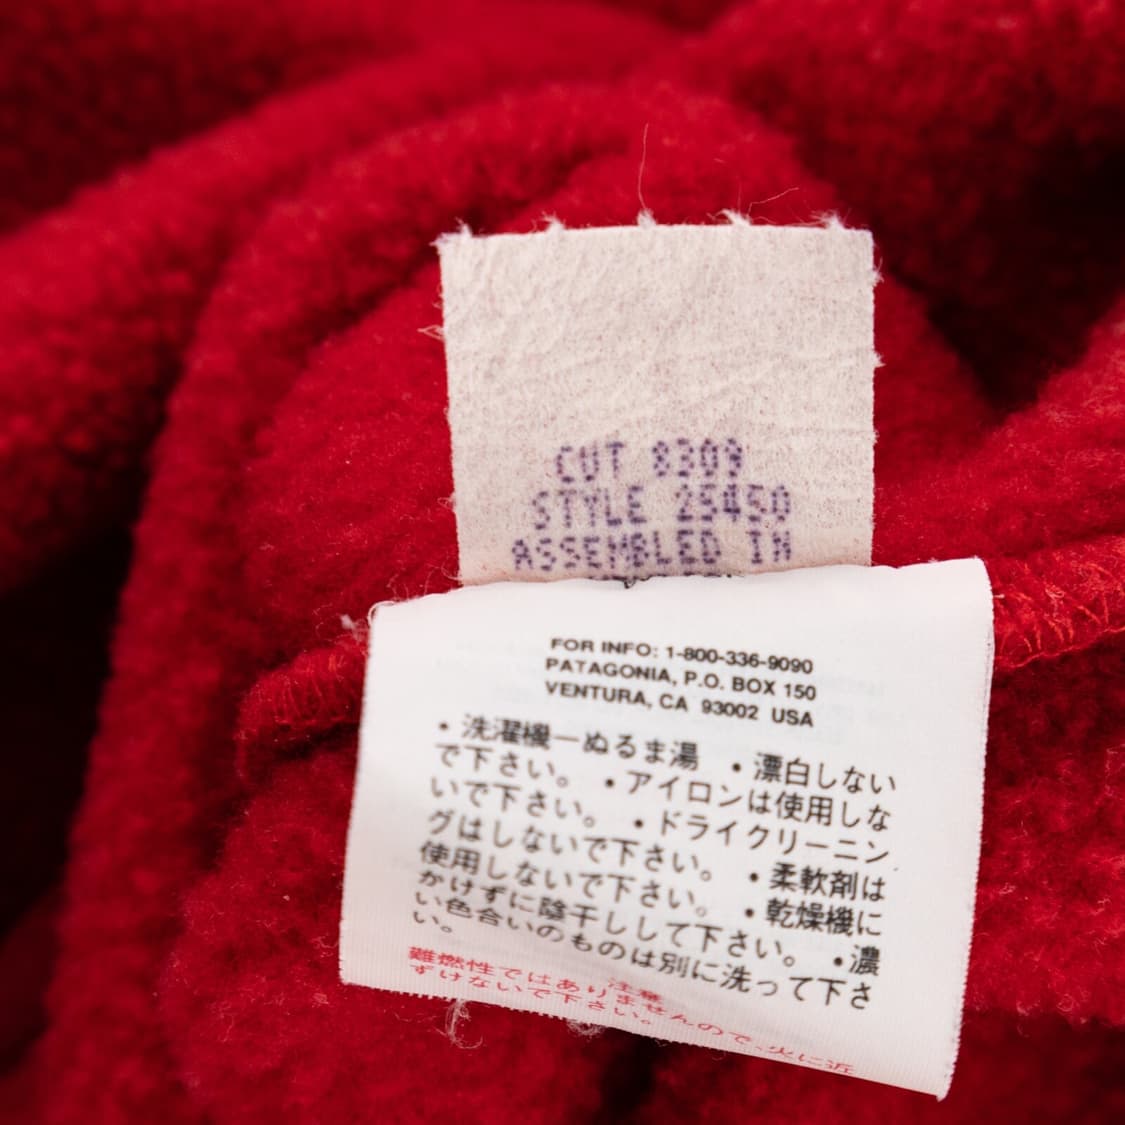 CUT 8309
STYLE 25450
ASSEMBLED IN
FOR INFO: 1-800-336-9090
PATAGONIA, P.O. BOX 150
VENTURA, CA 93002 USA
• 洗濯機一ぬるま湯 • 漂白しない
で下さい。 • アイロンは使用しな
いで下さい。 • ドライクリーニン
グはしないで下さい。 • 柔軟剤は
使用しないで下さい。 • 乾燥機に
かけずに陰干しして下さい。 • 濃
い色合いのものは別に洗って下さ
い。
注意
難燃性ではありませんので、火に近
ずけないで下さい。